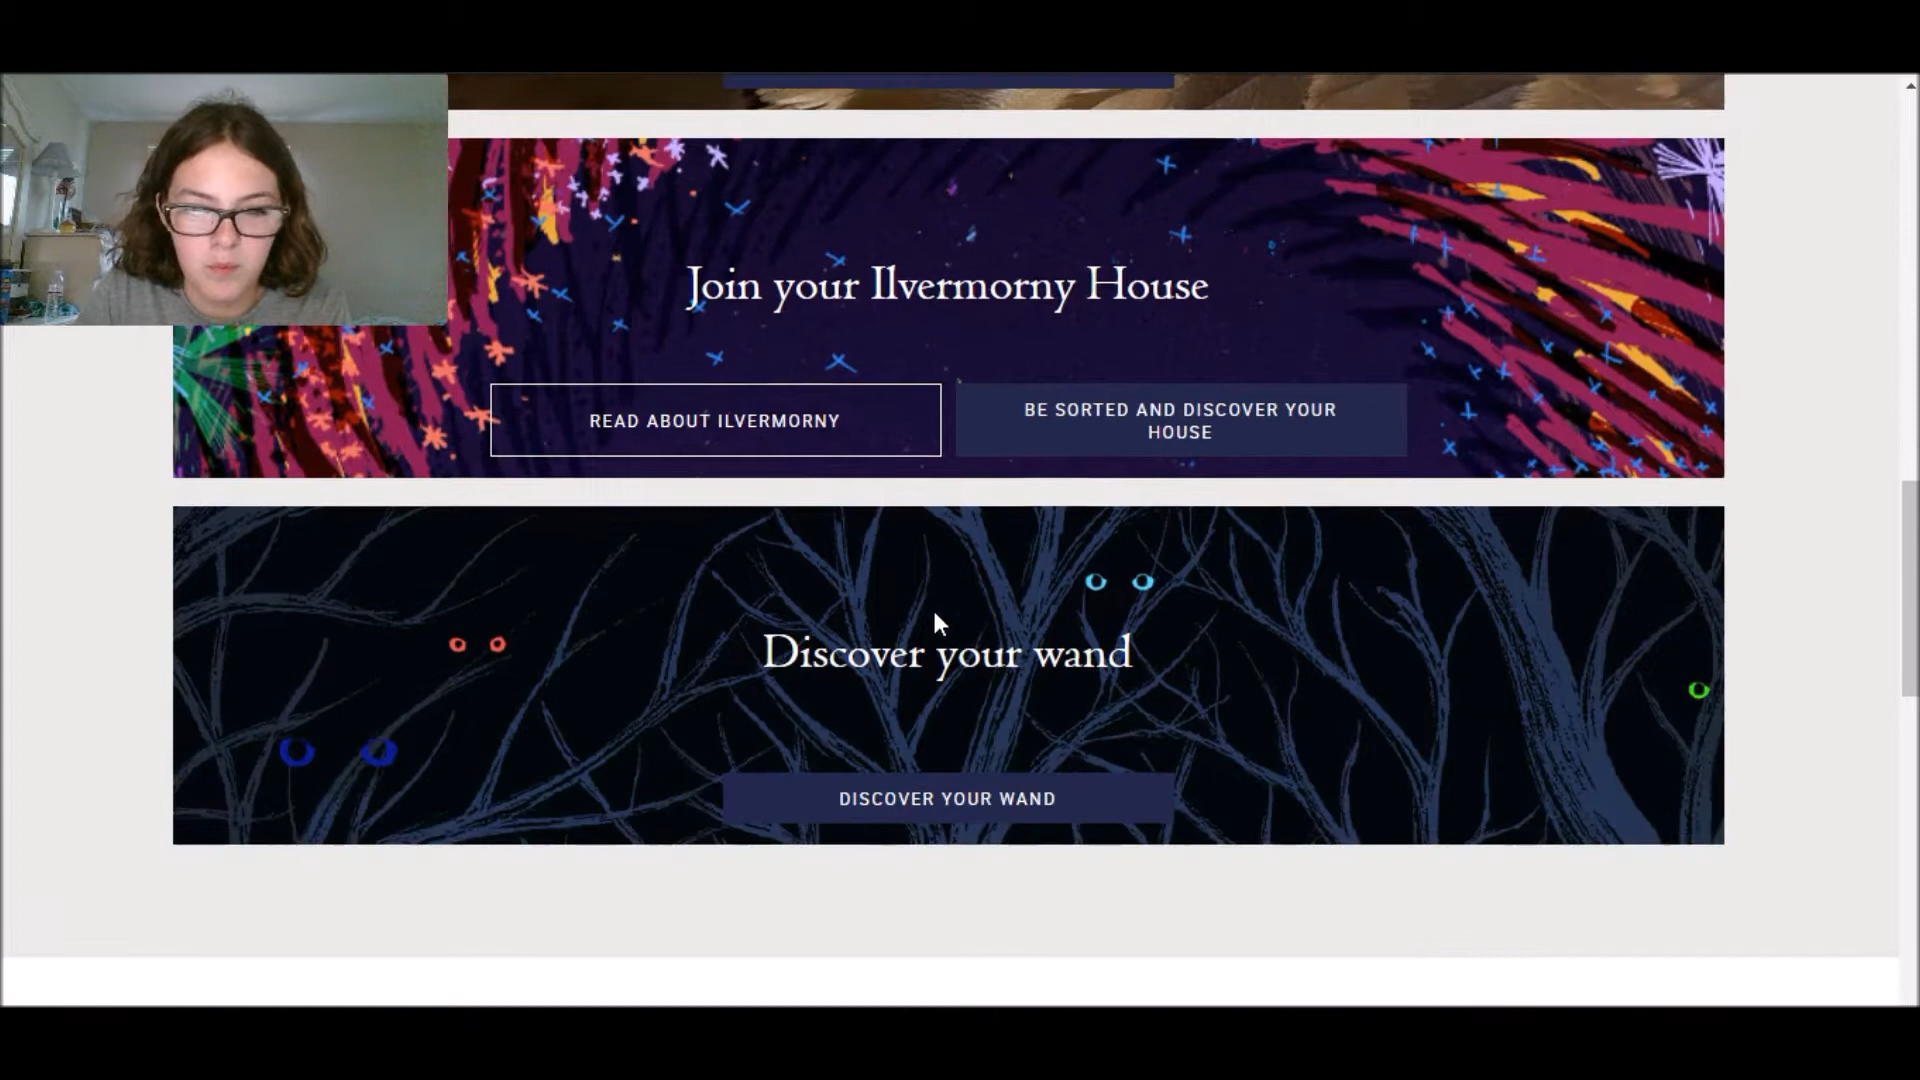 Join your Ilvermorny House
READ ABOUT ILVERMORNY
BE SORTED AND DISCOVER YOUR
HOUSE
Discover your wand
DISCOVER YOUR WAND